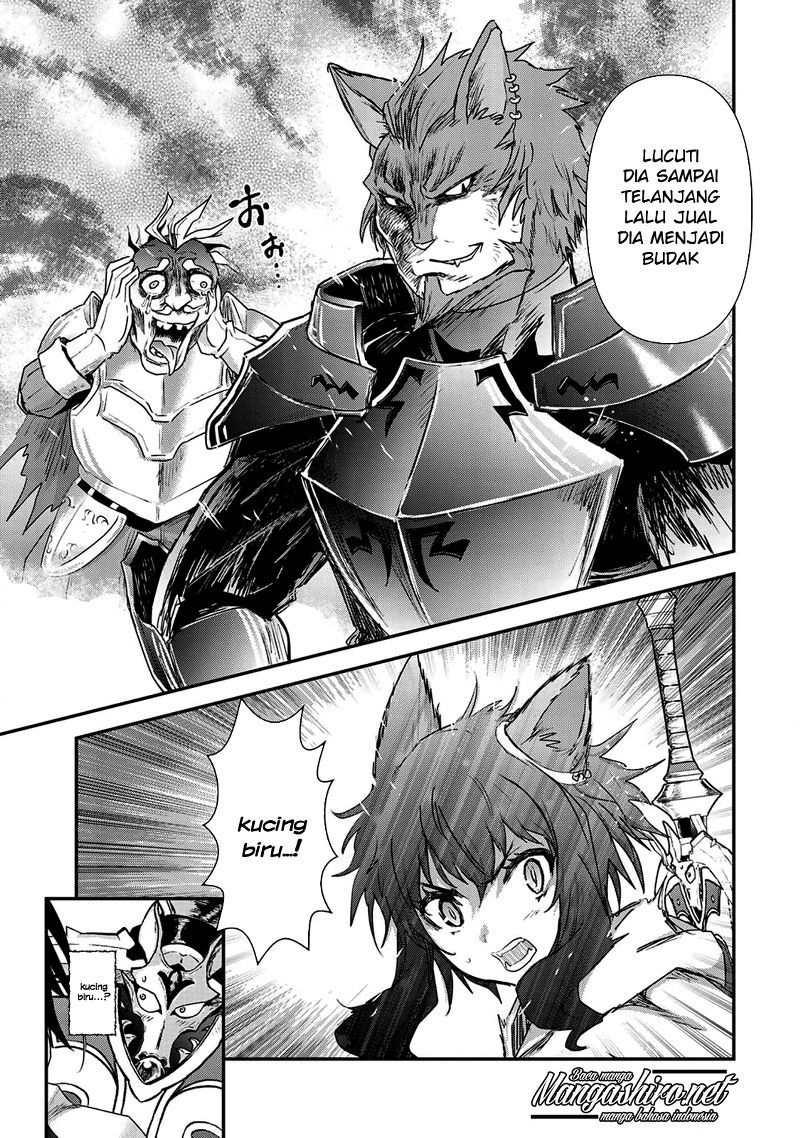 LUCUTI
DIA SAMPAI
TELANJANG
LALU JUAL
DIA MENJADI
BUDAK
おぉ...
kucing
biru...!
kucing
biru...?
Baca manga
Mangashiro.net
manga bahasa indonesia